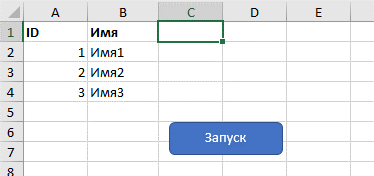 A B C D E
1 ID Имя
2 1 Имя1
3 2 Имя2
4 3 Имя3
5
6
7
8
Запуск